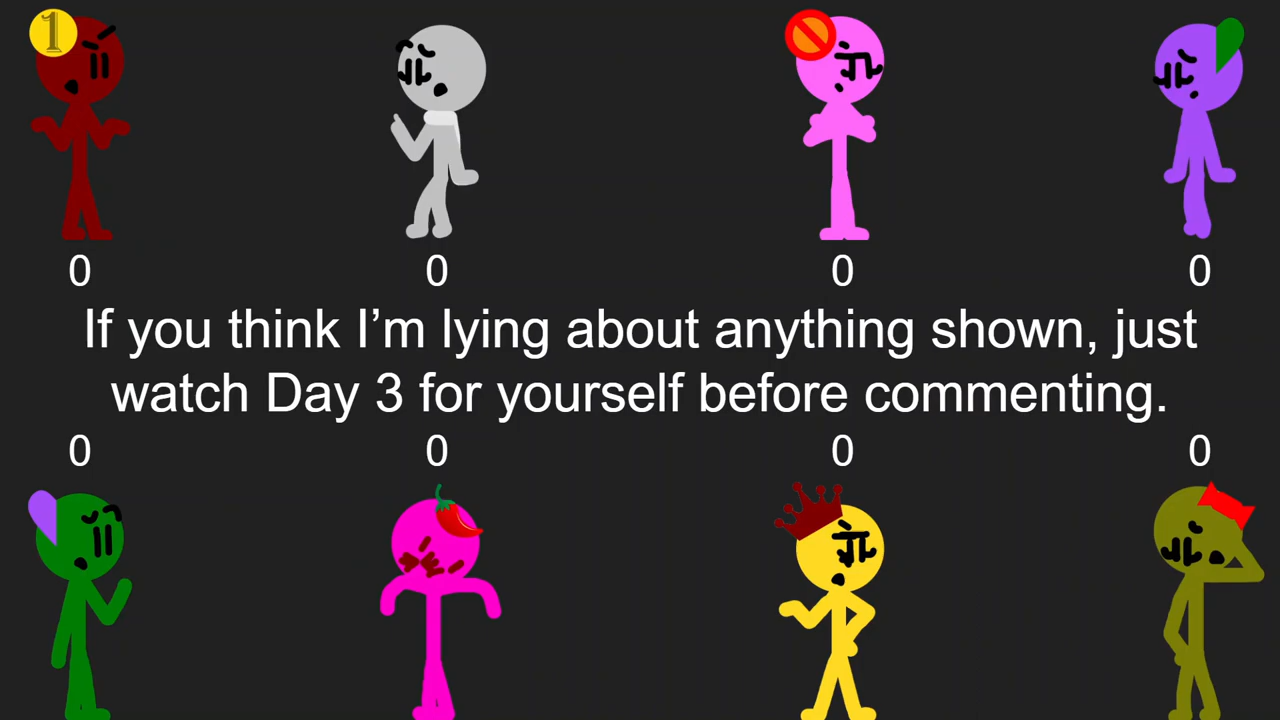 1
0 0 0 0
If you think I’m lying about anything shown, just
watch Day 3 for yourself before commenting.
0 0 0 0